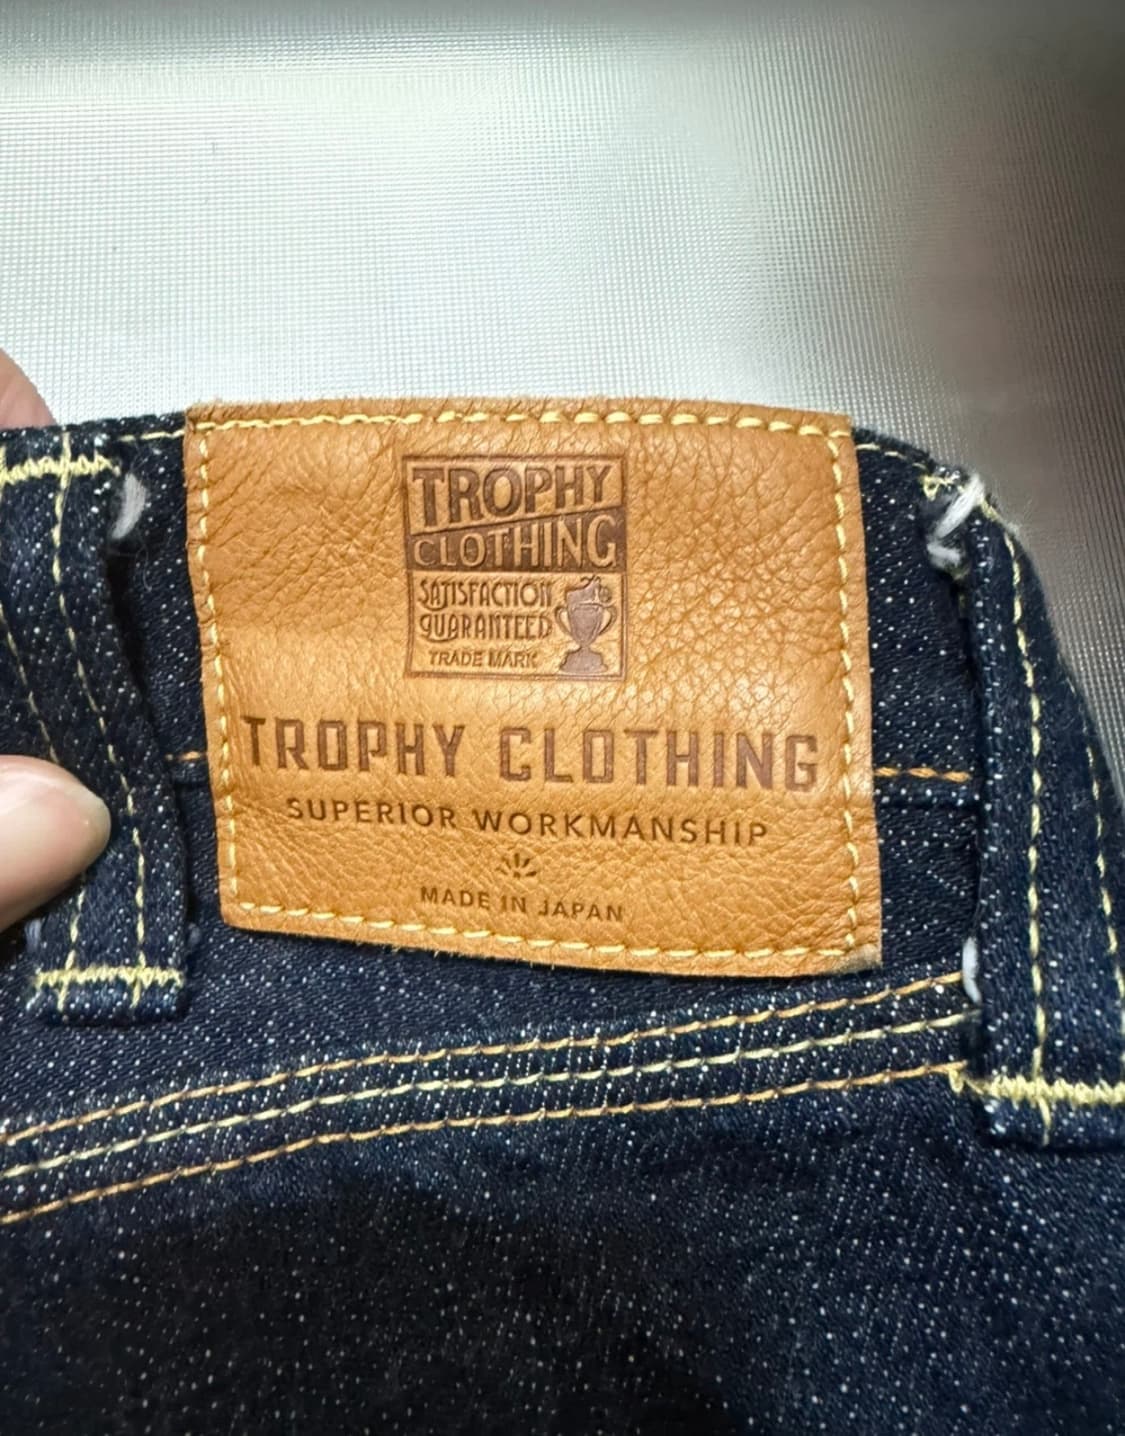 TROPHY
CLOTHING
SATISFACTION
GUARANTEED
TRADE MARK
TROPHY CLOTHING
SUPERIOR WORKMANSHIP
MADE IN JAPAN